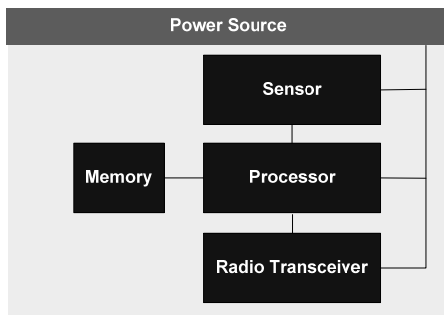 Power Source
Sensor
Memory
Processor
Radio Transceiver